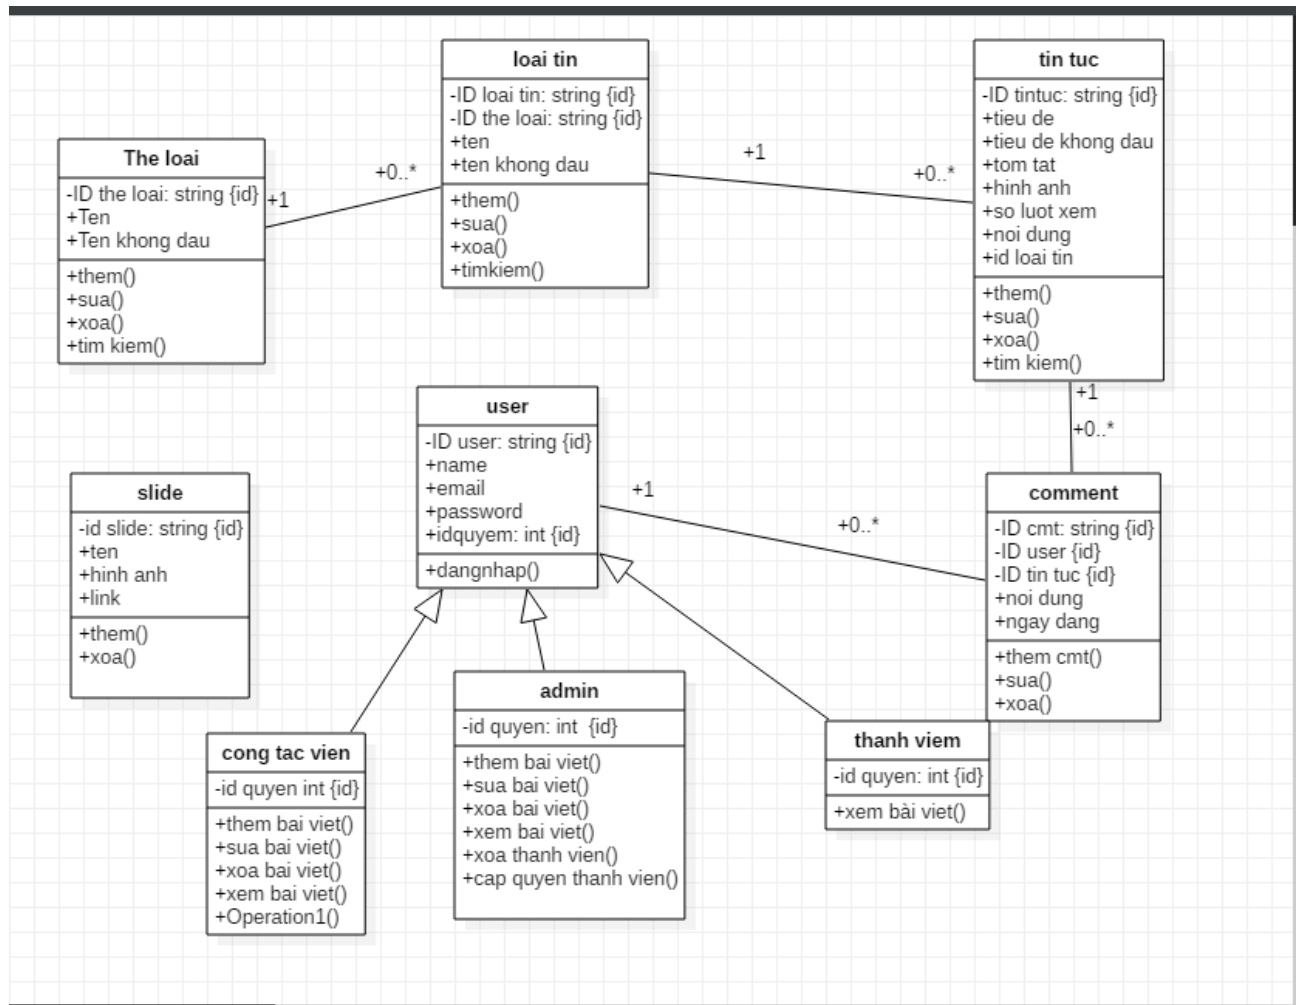 loai tin
-ID loai tin: string {id}
-ID the loai: string {id}
+ten
+ten khong dau
+them()
+sua()
+xoa()
+timkiem()
tin tuc
-ID tintuc: string {id}
+tieu de
+tieu de khong dau
+tom tat
+hinh anh
+so luot xem
+noi dung
+id loai tin
+them()
+sua()
+xoa()
+tim kiem()
The loai
-ID the loai: string {id}
+Ten
+Ten khong dau
+them()
+sua()
+xoa()
+tim kiem()
+1
+0..*
+1
+0..*
+1
+0..*
user
-ID user: string {id}
+name
+email
+password
+idquyem: int {id}
+dangnhap()
+1
+0..*
slide
-id slide: string {id}
+ten
+hinh anh
+link
+them()
+xoa()
comment
-ID cmt: string {id}
-ID user {id}
-ID tin tuc {id}
+noi dung
+ngay dang
+them cmt()
+sua()
+xoa()
cong tac vien
-id quyen int {id}
+them bai viet()
+sua bai viet()
+xoa bai viet()
+xem bai viet()
+Operation1()
admin
-id quyen: int  {id}
+them bai viet()
+sua bai viet()
+xoa bai viet()
+xem bai viet()
+xoa thanh vien()
+cap quyen thanh vien()
thanh viem
-id quyen: int {id}
+xem bài viet()